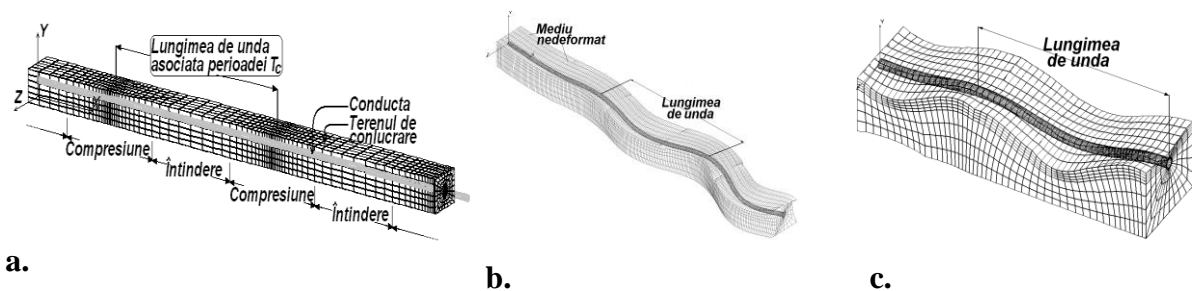 Y
Z
Lungimea de unda
asociata perioadei Tc
Conducta
Terenul de
conlucrare
Compresiune
Întindere
Compresiune
Întindere
a.
Y
Z
Mediu
nedeformat
Lungimea
de unda
b.
Y
Lungimea
de unda
c.